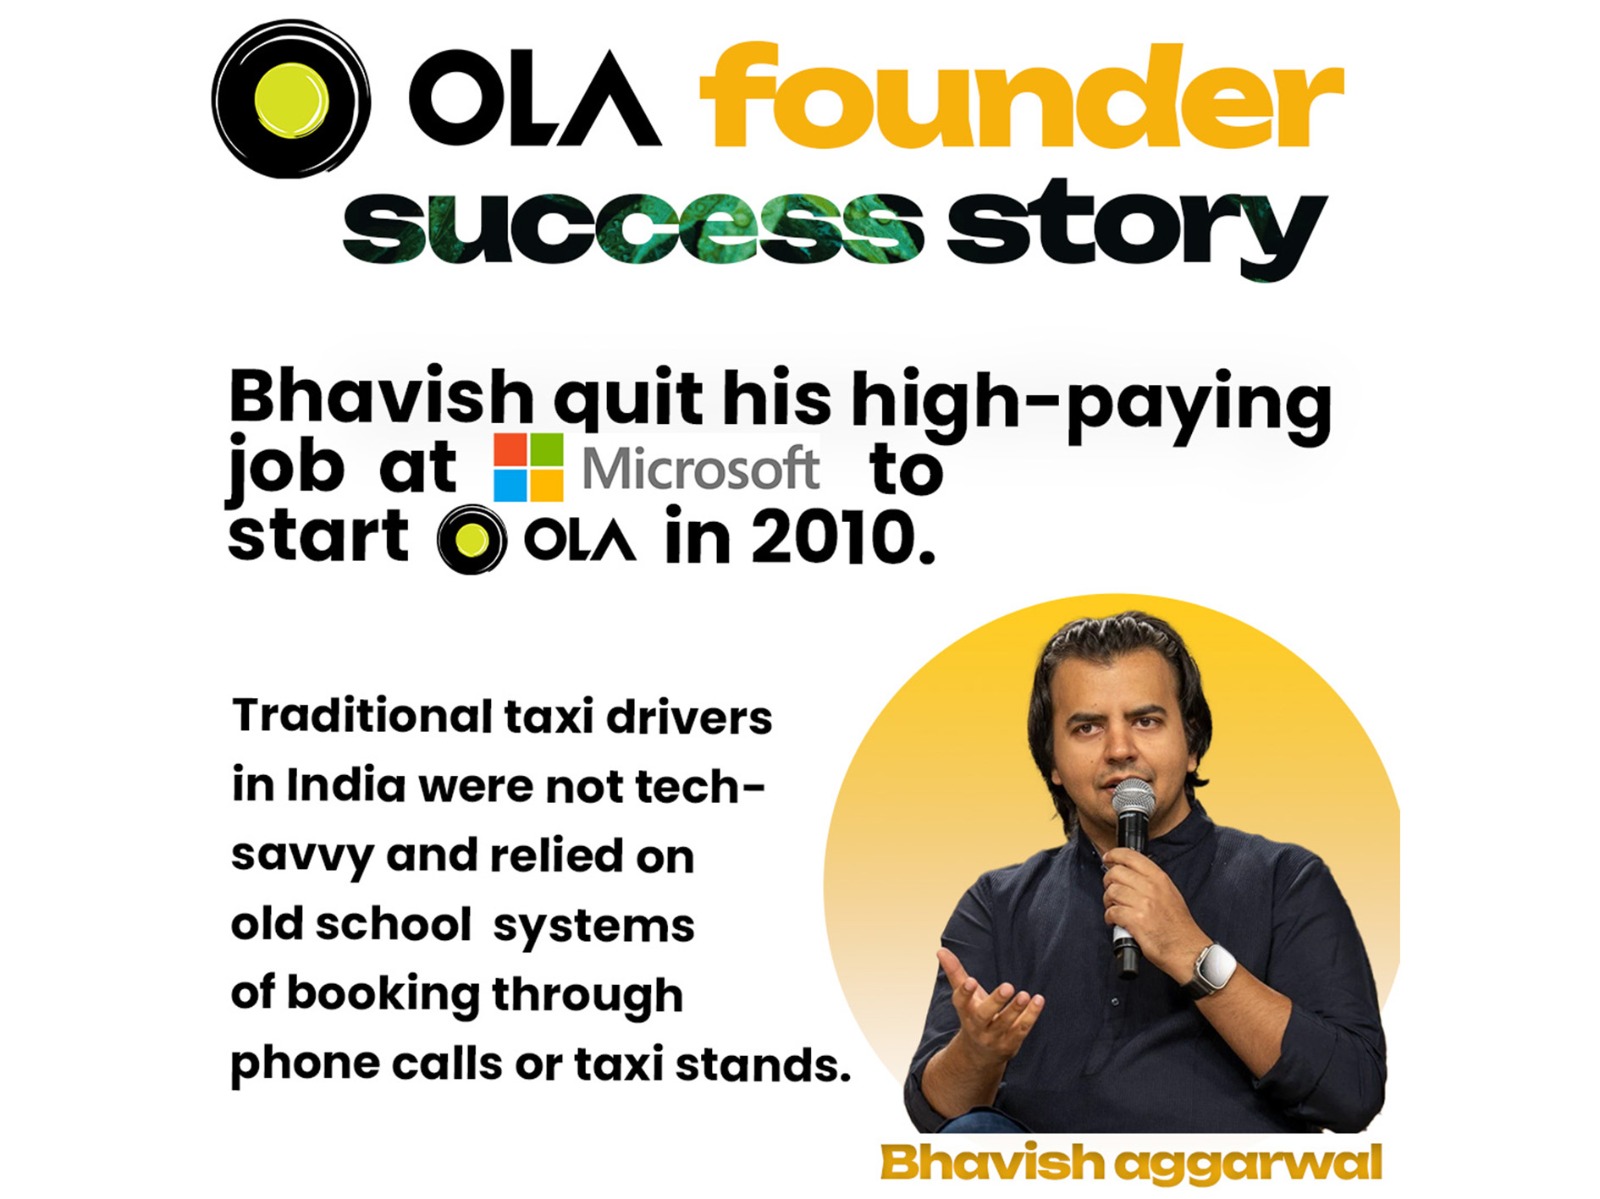 OLA founder
success story
Bhavish quit his high-paying
job at Microsoft to
start OLA in 2010.
Traditional taxi drivers
in India were not tech-
savvy and relied on
old school systems
of booking through
phone calls or taxi stands.
Bhavish aggarwal